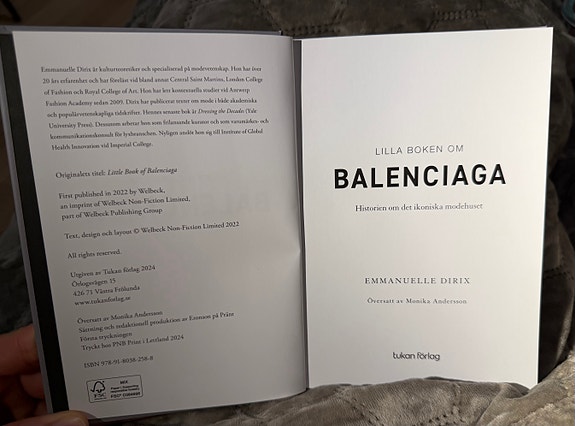 Emmanuelle Dirix är kulturteoretiker och specialiserad på modevetenskap. Hon har över
20 års erfarenhet och har föreläst vid bland annat Central Saint Martins, London College
of Fashion och Royal College of Art. Hon har lett kontextuella studier vid Antwerp
Fashion Academy sedan 2009. Dirix har publicerat texter om mode i både akademiska
och populärvetenskapliga tidskrifter. Hennes senaste bok är Dressing the Decades (Yale
University Press). Dessutom arbetar hon som frilansande kurator och som varumärkes- och
kommunikationskonsult för lyxbranschen. Nyligen anslöt hon sig till Institute of Global
Health Innovation vid Imperial College.
Originalets titel: Little Book of Balenciaga
First published in 2022 by Welbeck,
an imprint of Welbeck Non-Fiction Limited,
part of Welbeck Publishing Group
Text, design och layout © Welbeck Non-Fiction Limited 2022
All rights reserved.
Utgiven av Tukan förlag 2024
Örlogsvägen 15
426 71 Västra Frölunda
www.tukanforlag.se
Översatt av Monika Andersson
Sättning och redaktionell produktion av Ersson på Prära
Första tryckningen
Tryckt hos PNB Print i Lettland 2024
ISBN 978-91-8038-258-8
FSC
MIX
LILLA BOKEN OM
BALENCIAGA
Historien om det ikoniska modehuset
EMMANUELLE DIRIX
Översatt av Monika Andersson
tukan förlag